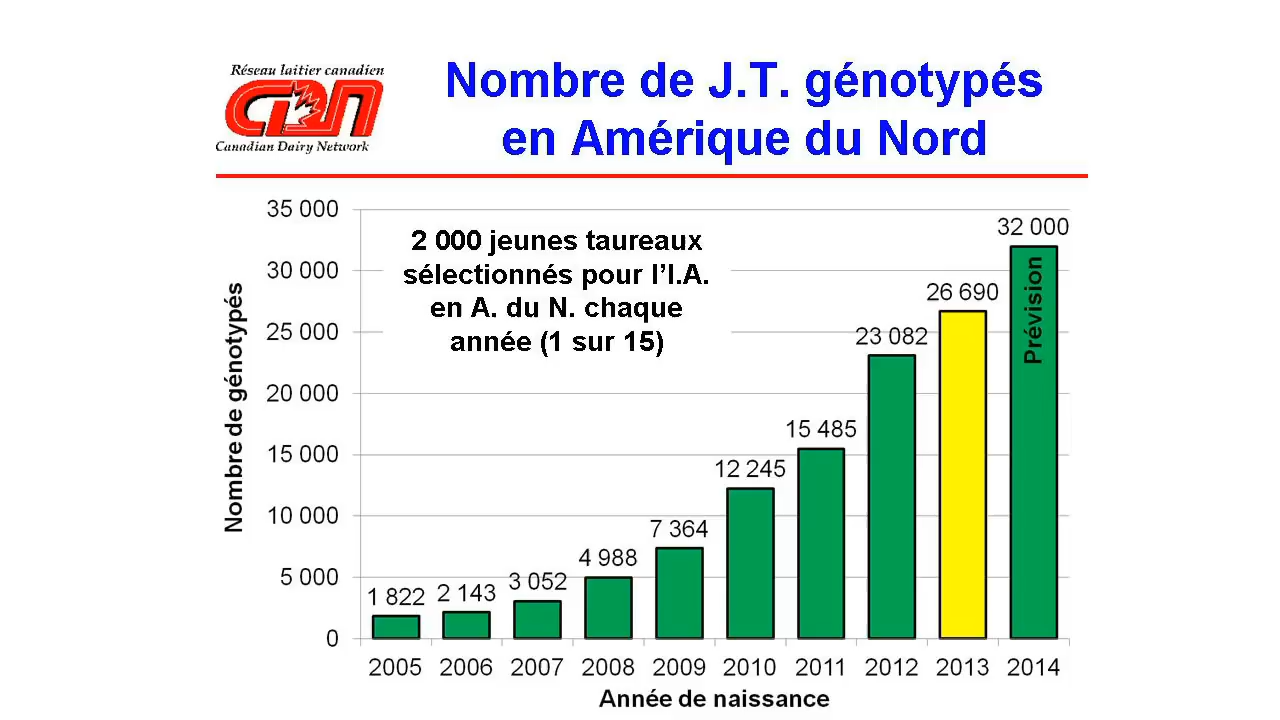 Réseau laitier canadien
CDN
Canadian Dairy Network
Nombre de J.T. génotypés
en Amérique du Nord
2 000 jeunes taureaux
sélectionnés pour l'I.A.
en A. du N. chaque
année (1 sur 15)
Nombre de génotypés
35 000
30 000
25 000
20 000
15 000
10 000
5 000
0
1 822
2 143
3 052
4 988
7 364
12 245
15 485
23 082
26 690
32 000
Prévision
2005 2006 2007 2008 2009 2010 2011 2012 2013 2014
Année de naissance